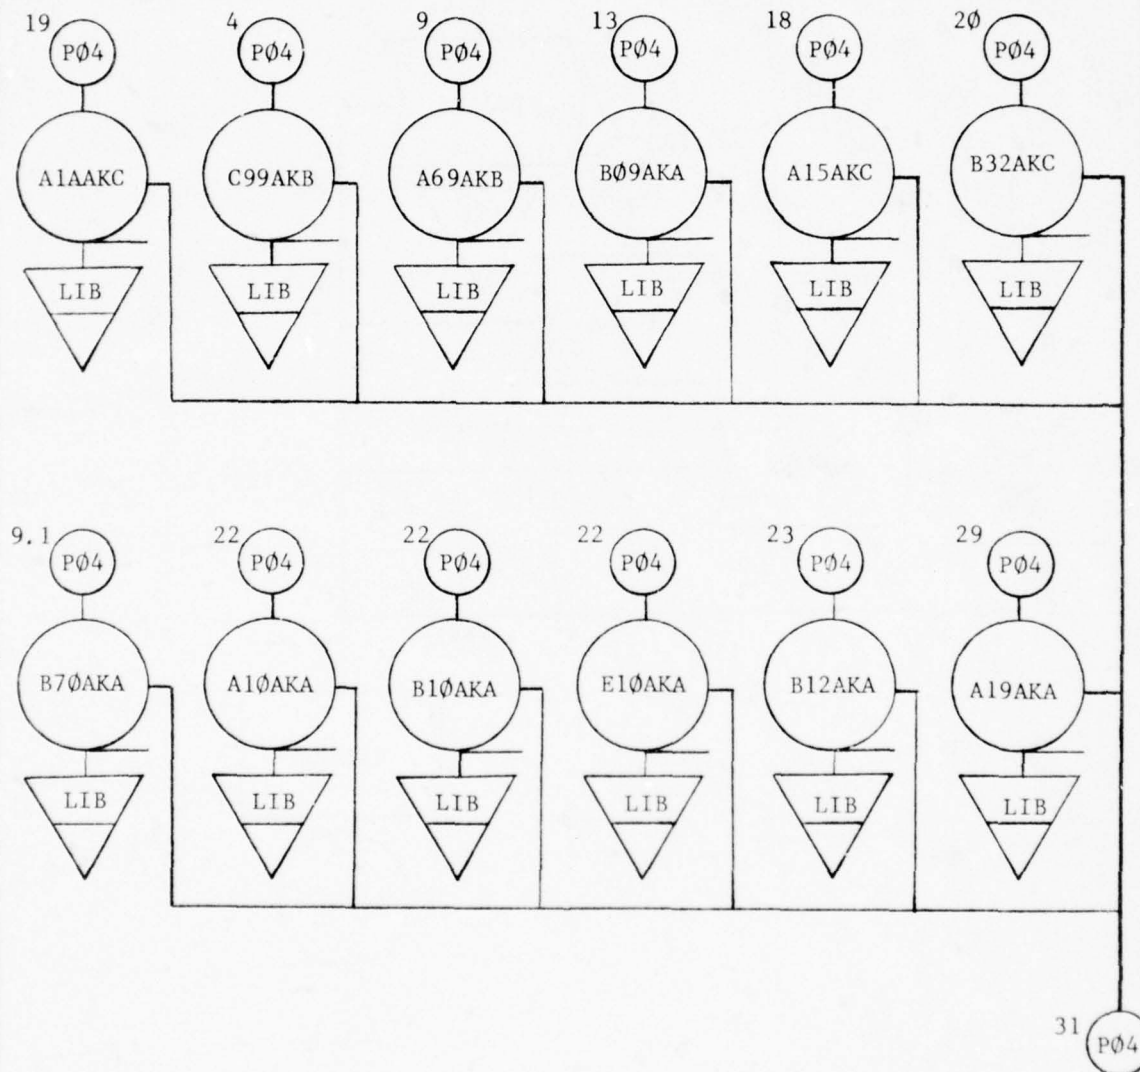 19 4 9 13 18 2Ø
PØ4 PØ4 PØ4 PØ4 PØ4 PØ4
A1AAKC C99AKB A69AKB BØ9AKA A15AKC B32AKC
LIB LIB LIB LIB LIB LIB
9.1 22 22 22 23 29
PØ4 PØ4 PØ4 PØ4 PØ4 PØ4
B7ØAKA A1ØAKA B1ØAKA E1ØAKA B12AKA A19AKA
LIB LIB LIB LIB LIB LIB
31
PØ4